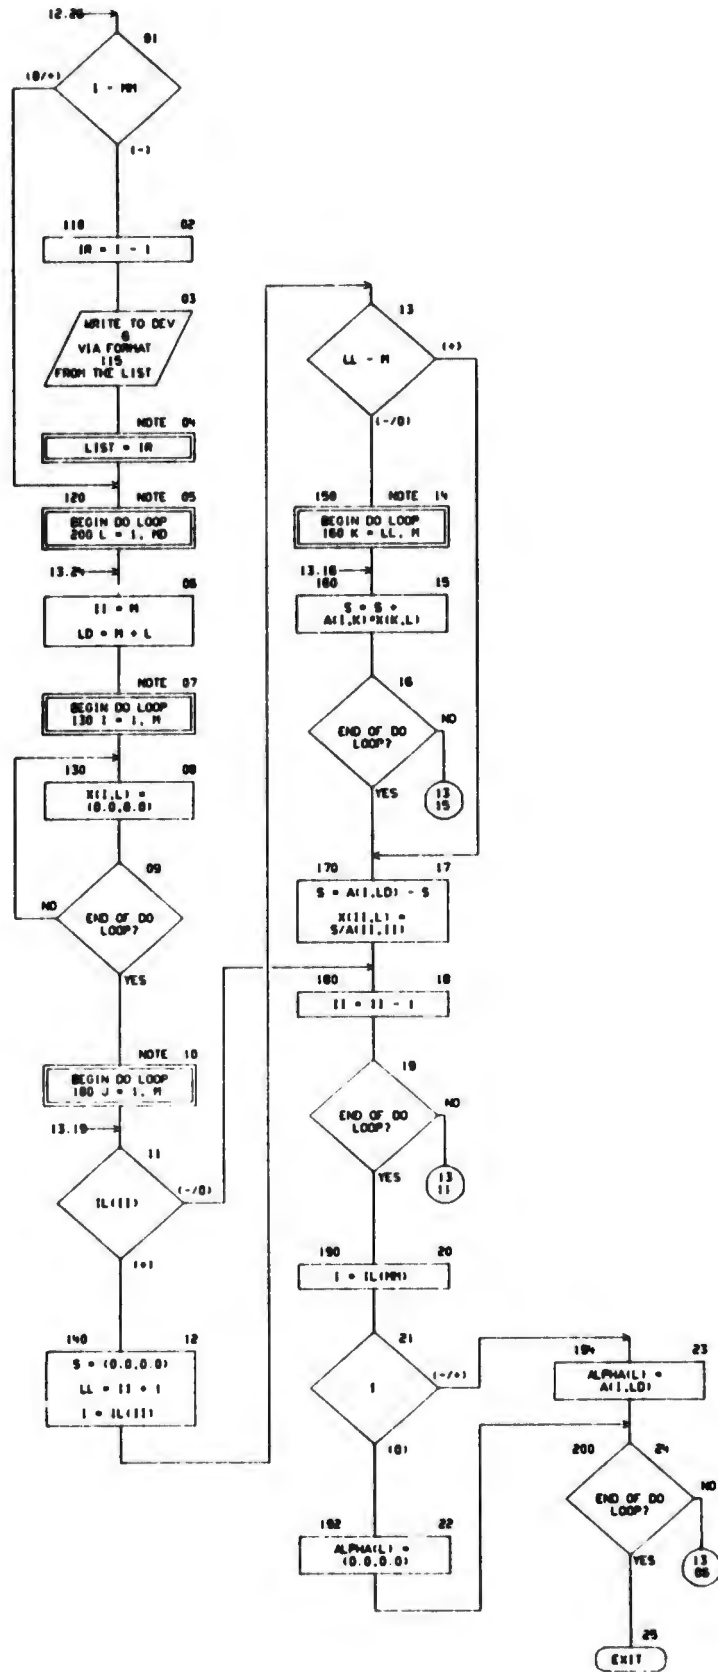 12.26
01
(0/+)
I - MM
(-)
110 02
IR = I - 1
03
WRITE TO DEV
6
VIA FORMAT
115
FROM THE LIST
NOTE 04
LIST = IR
120 NOTE 05
BEGIN DO LOOP
200 L = 1, MD
13.24
06
II = M
LD = M + L
NOTE 07
BEGIN DO LOOP
130 I = 1, M
130 08
X(I,L) =
(0.0,0.0)
09
NO
END OF DO
LOOP?
YES
NOTE 10
BEGIN DO LOOP
180 J = 1, M
13.19
11
(-/0)
IL(II)
(+)
140 12
S = (0.0,0.0)
LL = II + 1
I = IL(II)
13
(+)
LL - M
(-/0)
150 NOTE 14
BEGIN DO LOOP
160 K = LL, M
13.16
160 15
S = S +
A(I,K)*X(K,L)
16
NO
END OF DO
LOOP?
13
15
YES
170 17
S = A(I,LD) - S
X(II,L) =
S/A(II,II)
180 18
II = II - 1
19
NO
END OF DO
LOOP?
13
11
YES
190 20
I = IL(MM)
21
(-/+)
I
(0)
192 22
ALPHA(L) =
(0.0,0.0)
194 23
ALPHA(L) =
A(I,LD)
200 24
NO
END OF DO
LOOP?
13
06
YES
25
EXIT